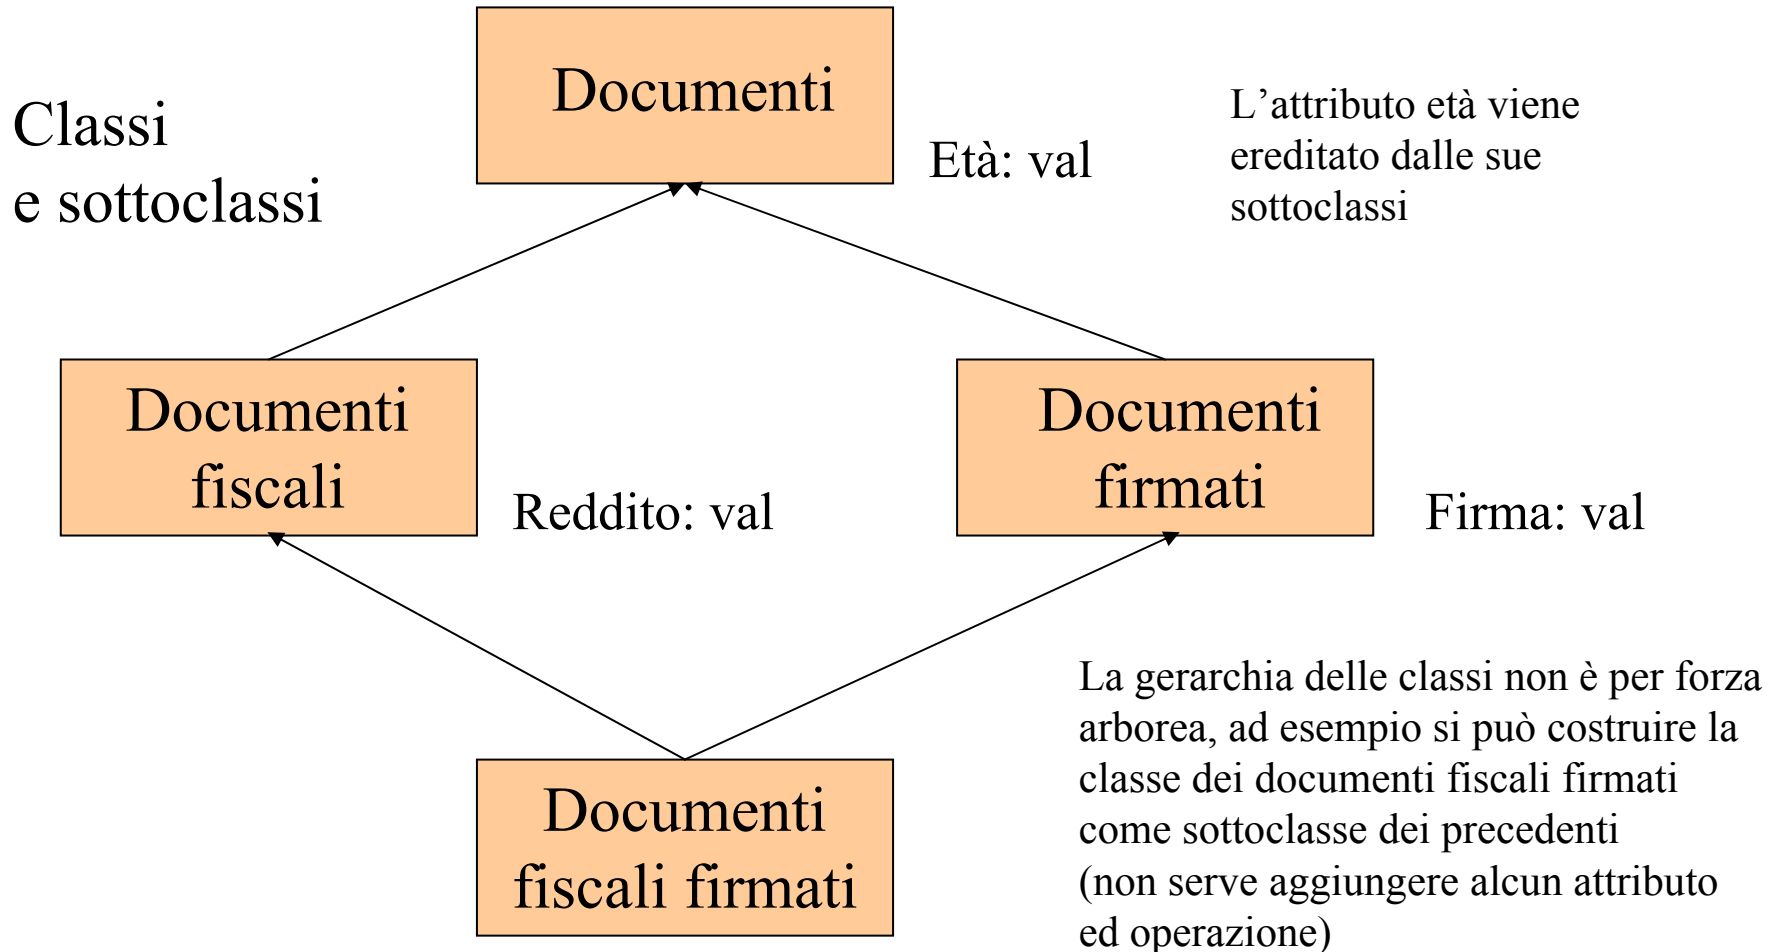 Classi
e sottoclassi
Documenti
Età: val
L’attributo età viene
ereditato dalle sue
sottoclassi
Documenti
fiscali
Reddito: val
Documenti
firmati
Firma: val
Documenti
fiscali firmati
La gerarchia delle classi non è per forza
arborea, ad esempio si può costruire la
classe dei documenti fiscali firmati
come sottoclasse dei precedenti
(non serve aggiungere alcun attributo
ed operazione)